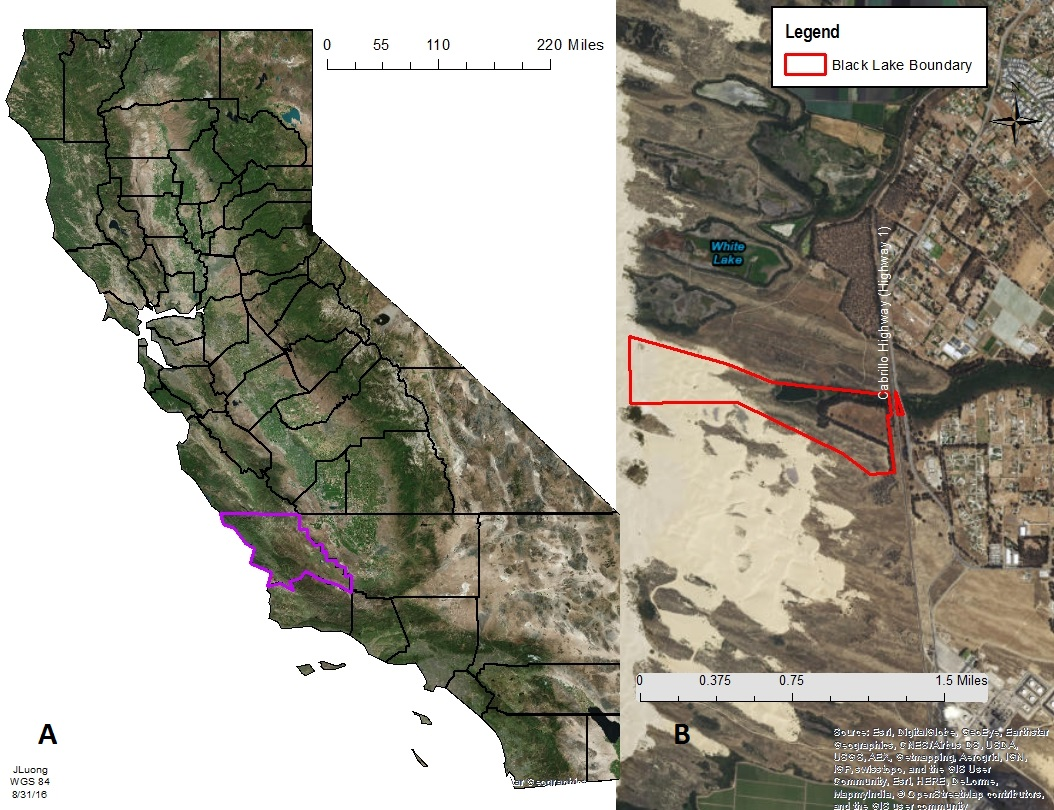 0 55 110 220 Miles
A
JLuong
WGS 84
8/31/16
Legend
Black Lake Boundary
N
White
Lake
Cabrillo Highway (Highway 1)
0 0.375 0.75 1.5 Miles
B
Source: Esri, DigitalGlobe, GeoEye, Earthstar
Geographics, CNES/Airbus DS, USDA,
USGS, AEX, Getmapping, Aerogrid, IGN,
IGP, swisstopo, and the GIS User
Community, Esri, HERE, DeLorme,
MapmyIndia, © OpenStreetMap contributors,
and the GIS user community
ar Geographics